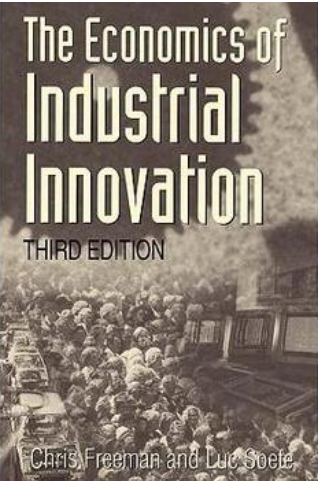 The Economics of
Industrial
Innovation
THIRD EDITION
Chris Freeman and Luc Soete